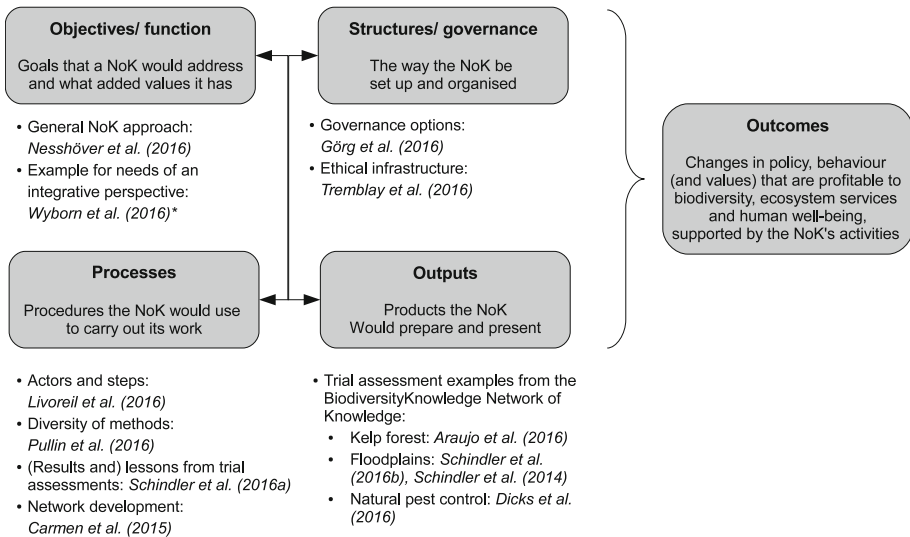 Objectives/ function
Goals that a NoK would address
and what added values it has
• General NoK approach:
Nesshöver et al. (2016)
• Example for needs of an
integrative perspective:
Wyborn et al. (2016)*
Structures/ governance
The way the NoK be
set up and organised
• Governance options:
Görg et al. (2016)
• Ethical infrastructure:
Tremblay et al. (2016)
Processes
Procedures the NoK would use
to carry out its work
• Actors and steps:
Livoreil et al. (2016)
• Diversity of methods:
Pullin et al. (2016)
• (Results and) lessons from trial
assessments: Schindler et al. (2016a)
• Network development:
Carmen et al. (2015)
Outputs
Products the NoK
Would prepare and present
• Trial assessment examples from the
BiodiversityKnowledge Network of
Knowledge:
• Kelp forest: Araujo et al. (2016)
• Floodplains: Schindler et al.
(2016b), Schindler et al. (2014)
• Natural pest control: Dicks et al.
(2016)
Outcomes
Changes in policy, behaviour
(and values) that are profitable to
biodiversity, ecosystem services
and human well-being,
supported by the NoK's activities